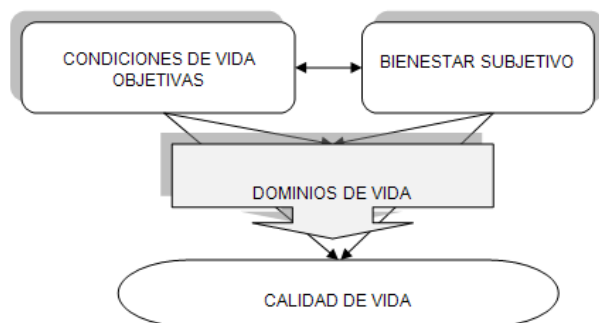 CONDICIONES DE VIDA
OBJETIVAS
BIENESTAR SUBJETIVO
DOMINIOS DE VIDA
CALIDAD DE VIDA